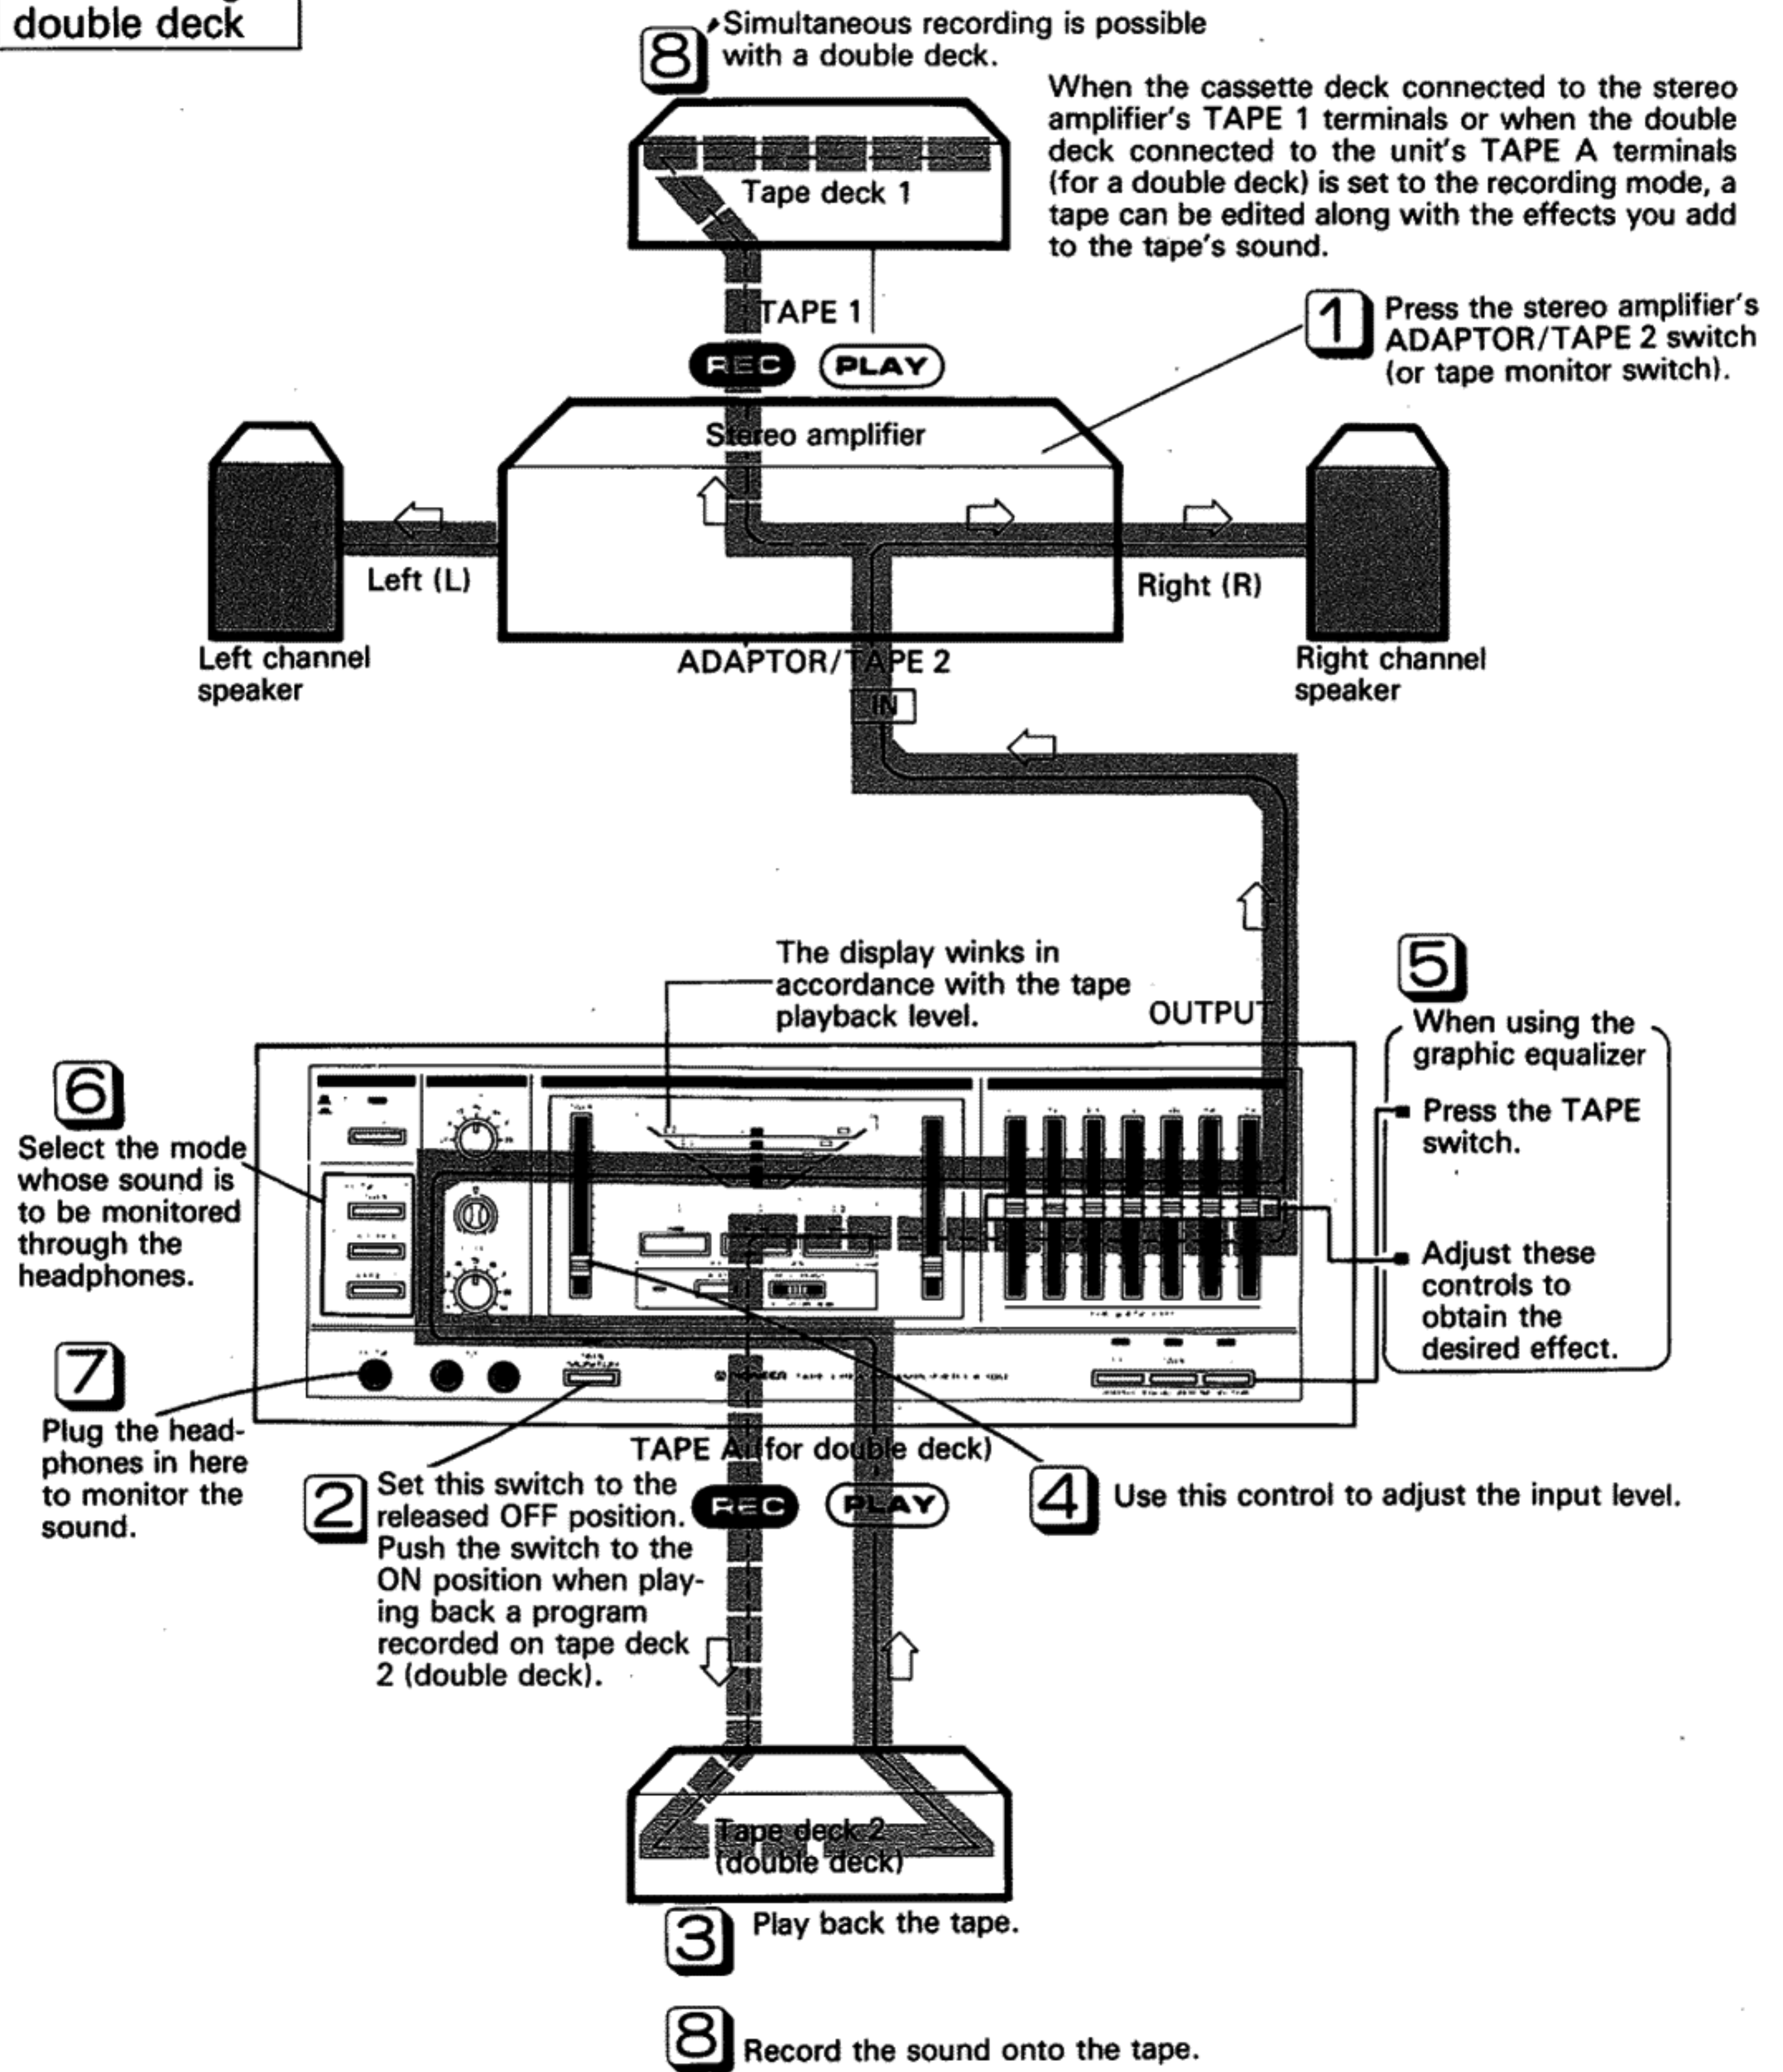 double deck
8
Simultaneous recording is possible
with a double deck.
When the cassette deck connected to the stereo
amplifier's TAPE 1 terminals or when the double
deck connected to the unit's TAPE A terminals
(for a double deck) is set to the recording mode, a
tape can be edited along with the effects you add
to the tape's sound.
Tape deck 1
TAPE 1
REC PLAY
1
Press the stereo amplifier's
ADAPTOR/TAPE 2 switch
(or tape monitor switch).
Stereo amplifier
Left (L)
Right (R)
Left channel
speaker
ADAPTOR/TAPE 2
IN
Right channel
speaker
The display winks in
accordance with the tape
playback level.
OUTPUT
5
When using the
graphic equalizer
Press the TAPE
switch.
Adjust these
controls to
obtain the
desired effect.
6
Select the mode
whose sound is
to be monitored
through the
headphones.
7
Plug the head-
phones in here
to monitor the
sound.
MONITOR
PIONEER
TAPE A (for double deck)
REC PLAY
2
Set this switch to the
released OFF position.
Push the switch to the
ON position when play-
ing back a program
recorded on tape deck
2 (double deck).
4
Use this control to adjust the input level.
Tape deck 2
(double deck)
3
Play back the tape.
8
Record the sound onto the tape.